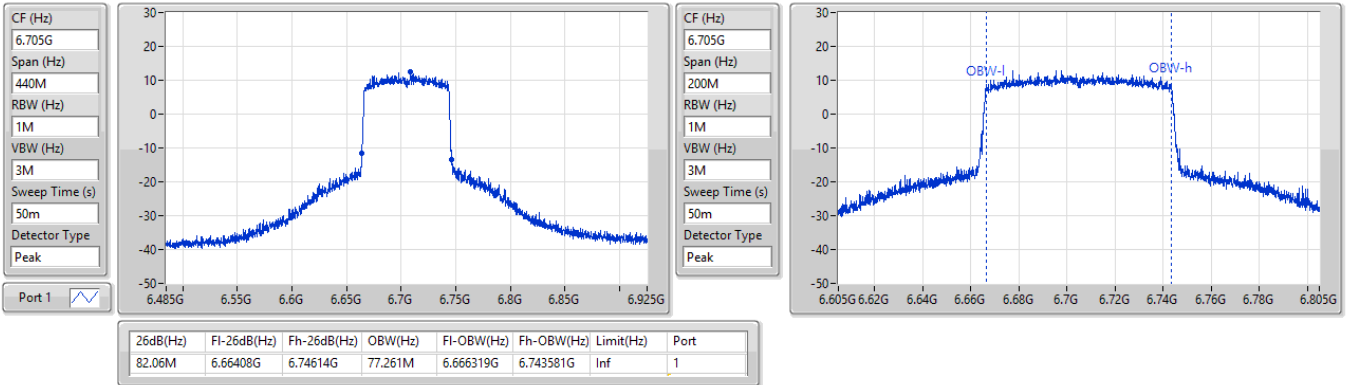 CF (Hz)
6.705G
Span (Hz)
440M
RBW (Hz)
1M
VBW (Hz)
3M
Sweep Time (s)
50m
Detector Type
Peak
Port 1
30
20
10
0
-10
-20
-30
-40
-50
6.485G 6.55G 6.6G 6.65G 6.7G 6.75G 6.8G 6.85G 6.925G
CF (Hz)
6.705G
Span (Hz)
200M
RBW (Hz)
1M
VBW (Hz)
3M
Sweep Time (s)
50m
Detector Type
Peak
30
20
10
0
-10
-20
-30
-40
-50
OBW-l OBW-h
6.605G 6.62G 6.64G 6.66G 6.68G 6.7G 6.72G 6.74G 6.76G 6.78G 6.805G
26dB(Hz) Fl-26dB(Hz) Fh-26dB(Hz) OBW(Hz) Fl-OBW(Hz) Fh-OBW(Hz) Limit(Hz) Port
82.06M 6.66408G 6.74614G 77.261M 6.666319G 6.743581G Inf 1